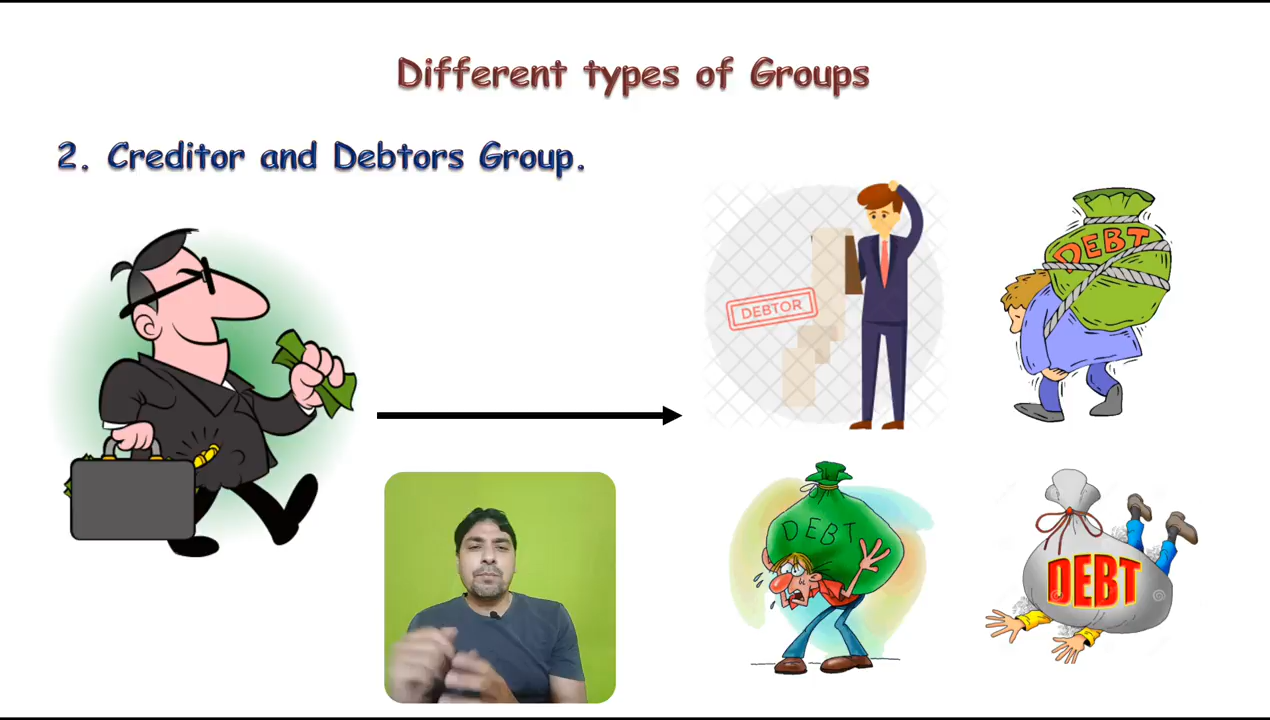 Different types of Groups
2. Creditor and Debtors Group.
DEBTOR
DEBT
DEBT
DEBT